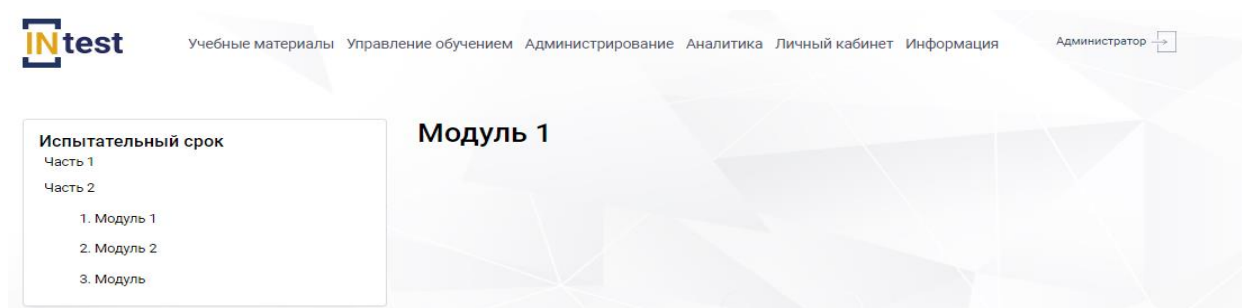 INtest
Учебные материалы Управление обучением Администрирование Аналитика Личный кабинет Информация Администратор
Испытательный срок
Часть 1
Часть 2
1. Модуль 1
2. Модуль 2
3. Модуль
Модуль 1